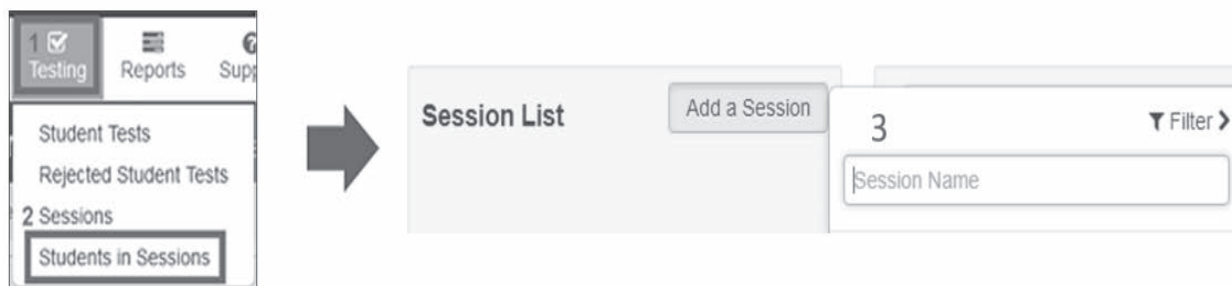 1
Testing Reports Supp
Student Tests
Rejected Student Tests
2 Sessions
Students in Sessions
Session List
Add a Session
3
Filter
Session Name